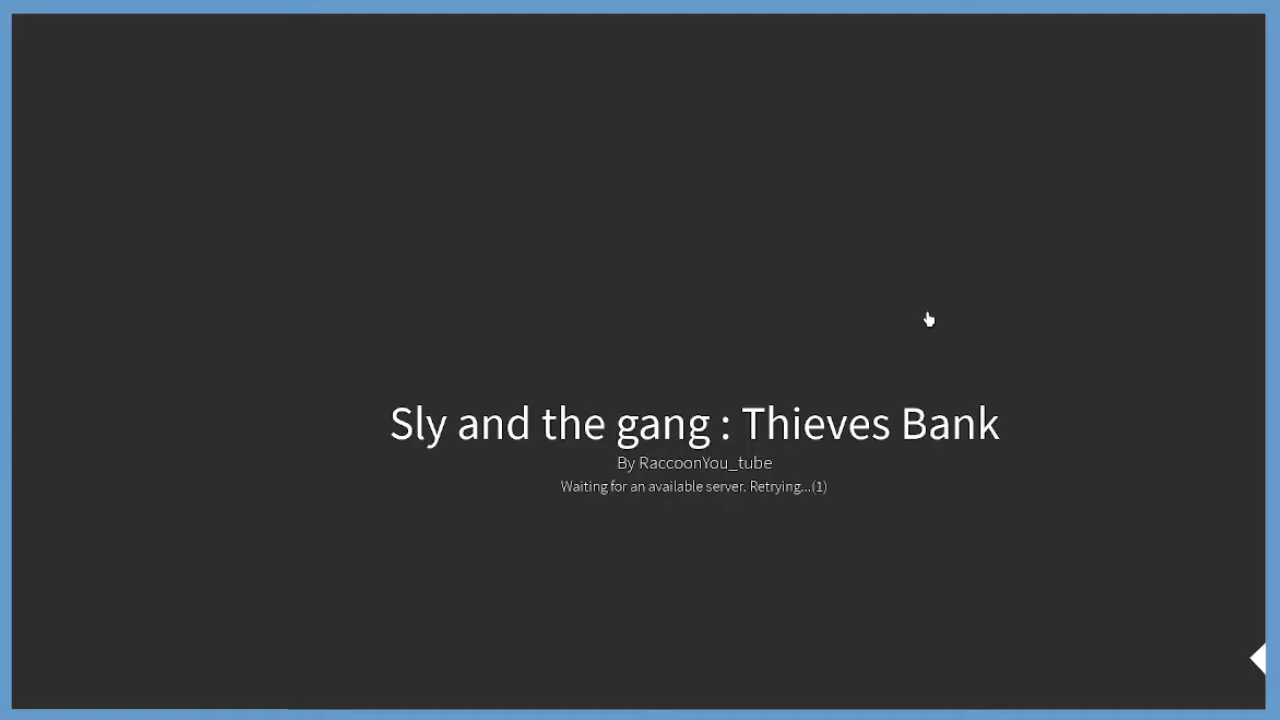 Sly and the gang : Thieves Bank
By RaccoonYou_tube
Waiting for an available server. Retrying...(1)